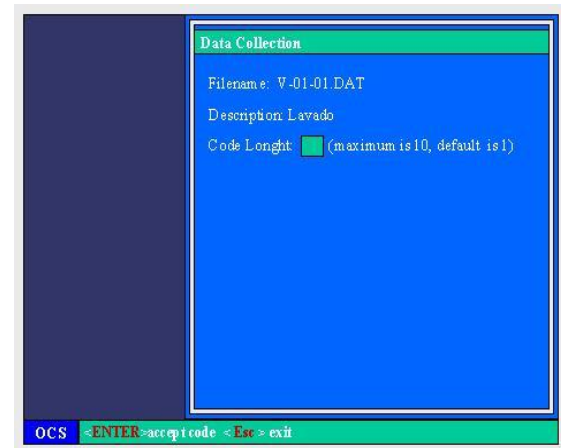 Data Collection
Filename: V-01-01.DAT
Description: Lavado
Code Longht: (maximum is 10, default is 1)
OCS <ENTER>accept code <Esc> exit